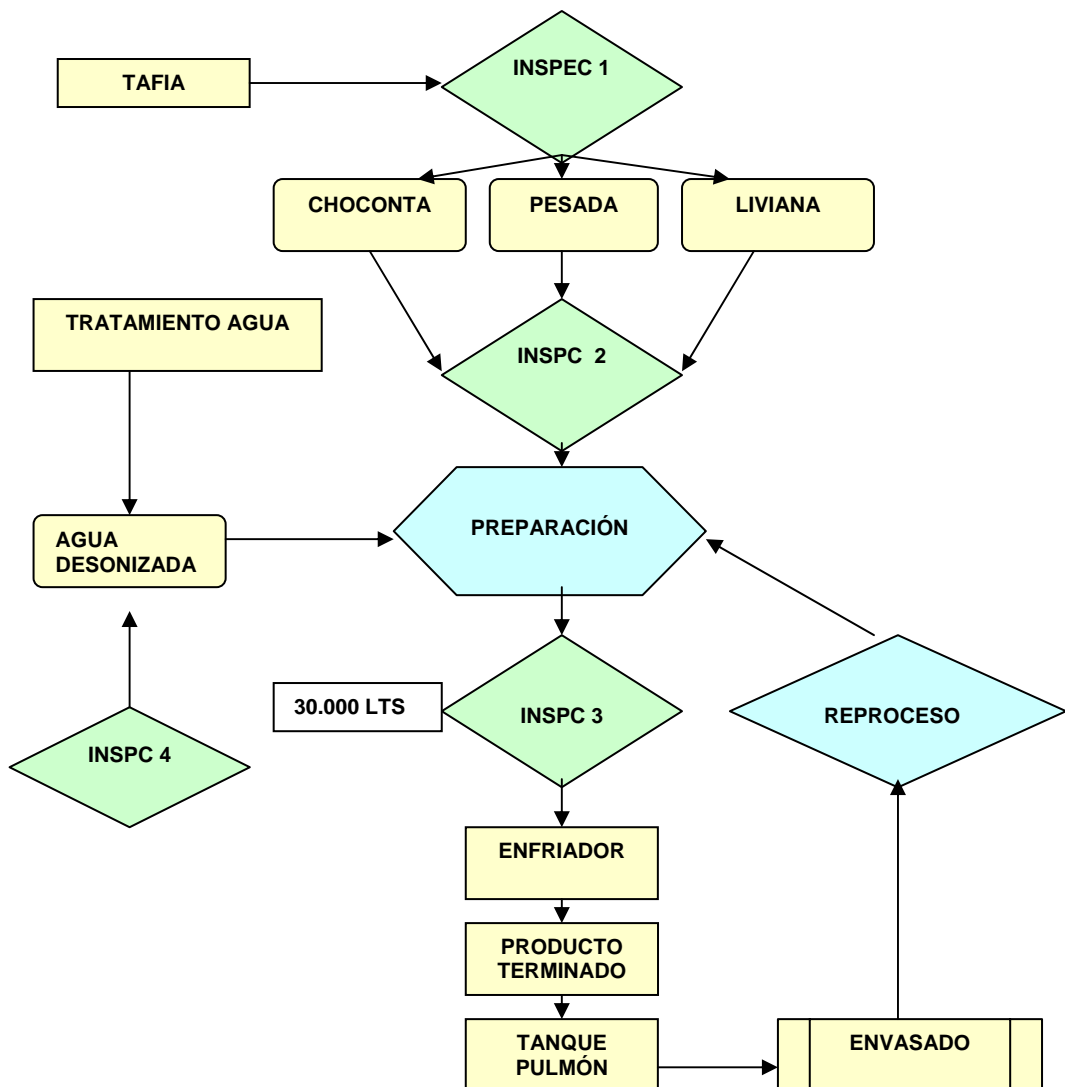 INSPEC 1
TAFIA
CHOCONTA
PESADA
LIVIANA
TRATAMIENTO AGUA
INSPC 2
PREPARACIÓN
AGUA
DESONIZADA
30.000 LTS
INSPC 3
REPROCESO
INSPC 4
ENFRIADOR
PRODUCTO
TERMINADO
TANQUE
PULMÓN
ENVASADO